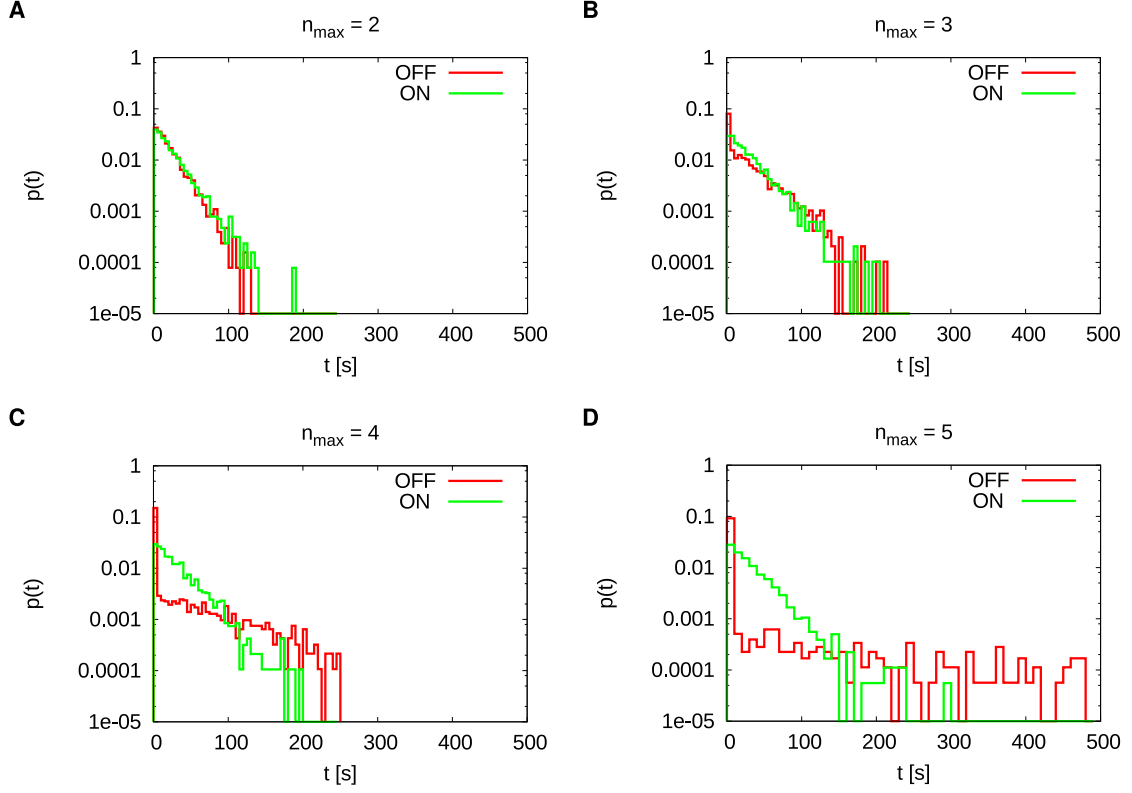 A
n_max = 2
p(t)
1
0.1
0.01
0.001
0.0001
1e-05
OFF
ON
0 100 200 300 400 500
t [s]
B
n_max = 3
p(t)
1
0.1
0.01
0.001
0.0001
1e-05
OFF
ON
0 100 200 300 400 500
t [s]
C
n_max = 4
p(t)
1
0.1
0.01
0.001
0.0001
1e-05
OFF
ON
0 100 200 300 400 500
t [s]
D
n_max = 5
p(t)
1
0.1
0.01
0.001
0.0001
1e-05
OFF
ON
0 100 200 300 400 500
t [s]